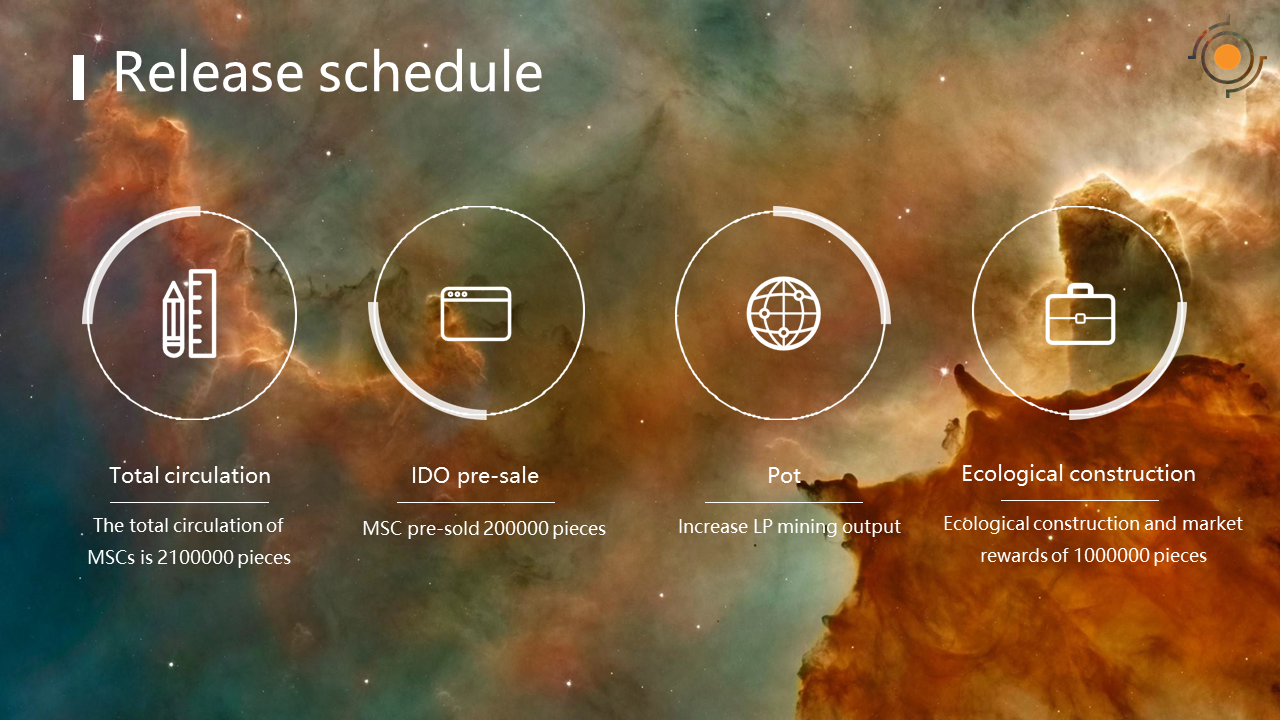 Release schedule
Total circulation
The total circulation of
MSCs is 2100000 pieces
IDO pre-sale
MSC pre-sold 200000 pieces
Pot
Increase LP mining output
Ecological construction
Ecological construction and market
rewards of 1000000 pieces